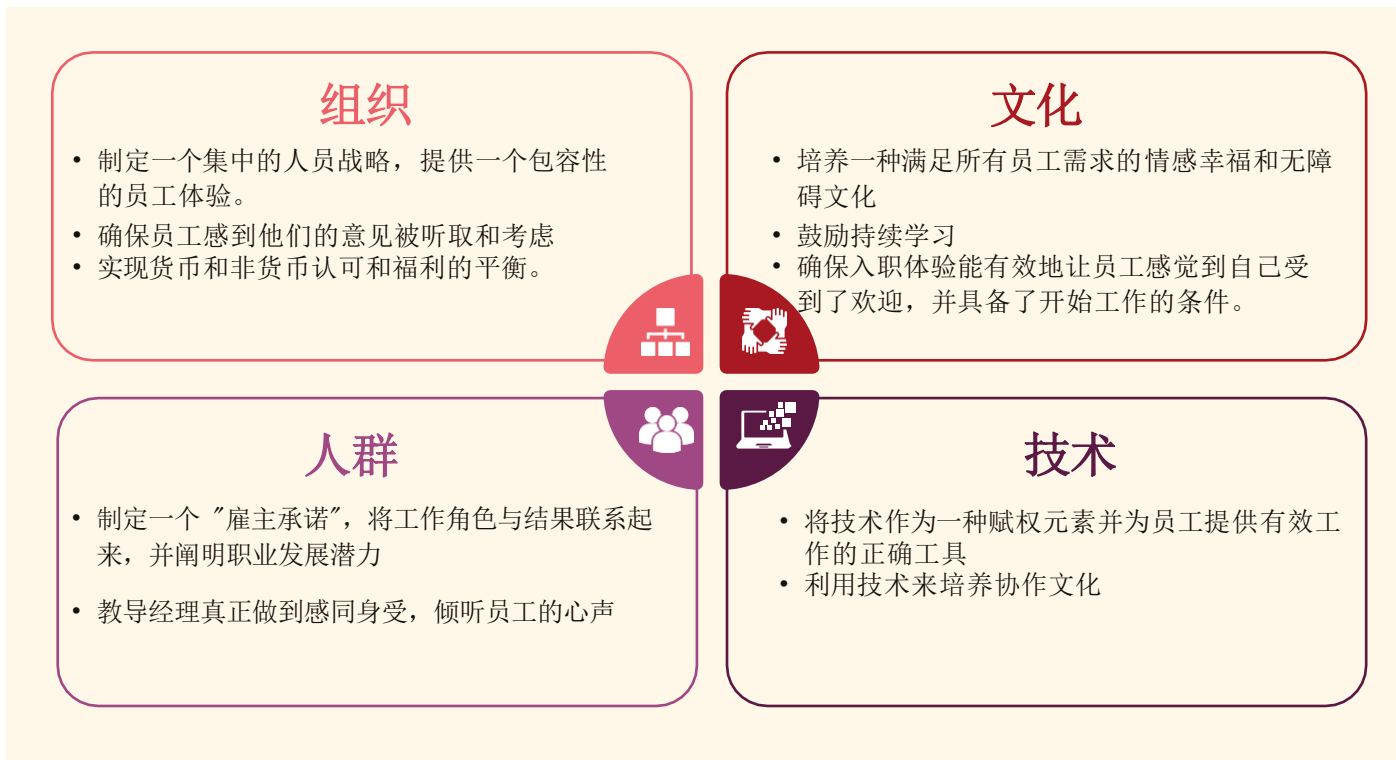 组织
• 制定一个集中的人员战略，提供一个包容性
的员工体验。
• 确保员工感到他们的意见被听取和考虑
• 实现货币和非货币认可和福利的平衡。
文化
• 培养一种满足所有员工需求的情感幸福和无障
碍文化
• 鼓励持续学习
• 确保入职体验能有效地让员工感觉到自己受
到了欢迎，并具备了开始工作的条件。
人群
• 制定一个 "雇主承诺"，将工作角色与结果联系起
来，并阐明职业发展潜力
• 教导经理真正做到感同身受，倾听员工的心声
技术
• 将技术作为一种赋权元素并为员工提供有效工
作的正确工具
• 利用技术来培养协作文化